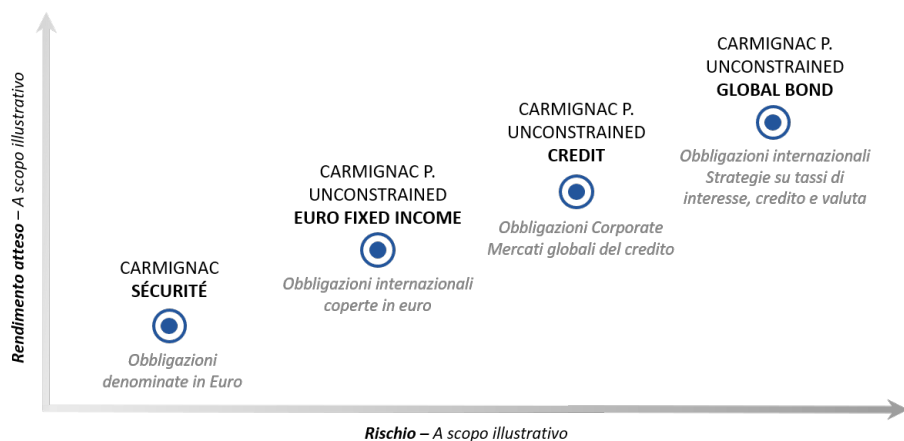 Rendimento atteso – A scopo illustrativo
CARMIGNAC
SÉCURITÉ
Obbligazioni
denominate in Euro
CARMIGNAC P.
UNCONSTRAINED
EURO FIXED INCOME
Obbligazioni internazionali
coperte in euro
CARMIGNAC P.
UNCONSTRAINED
CREDIT
Obbligazioni Corporate
Mercati globali del credito
CARMIGNAC P.
UNCONSTRAINED
GLOBAL BOND
Obbligazioni internazionali
Strategie su tassi di
interesse, credito e valuta
Rischio – A scopo illustrativo